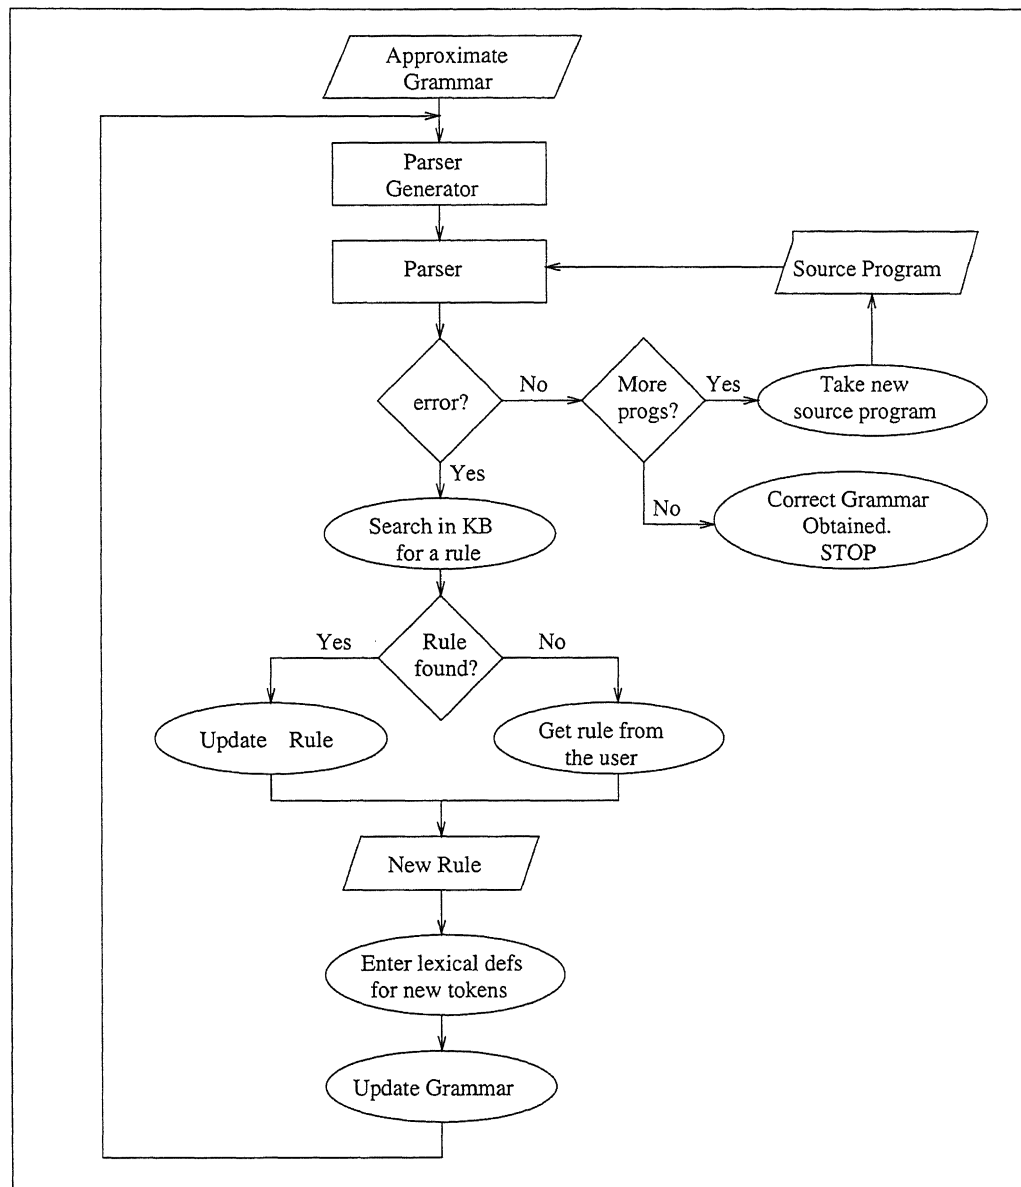 Approximate
Grammar
Parser
Generator
Parser
Source Program
error?
No
More
progs?
Yes
Take new
source program
Yes
No
Correct Grammar
Obtained.
STOP
Search in KB
for a rule
Yes
Rule
found?
No
Update Rule
Get rule from
the user
New Rule
Enter lexical defs
for new tokens
Update Grammar